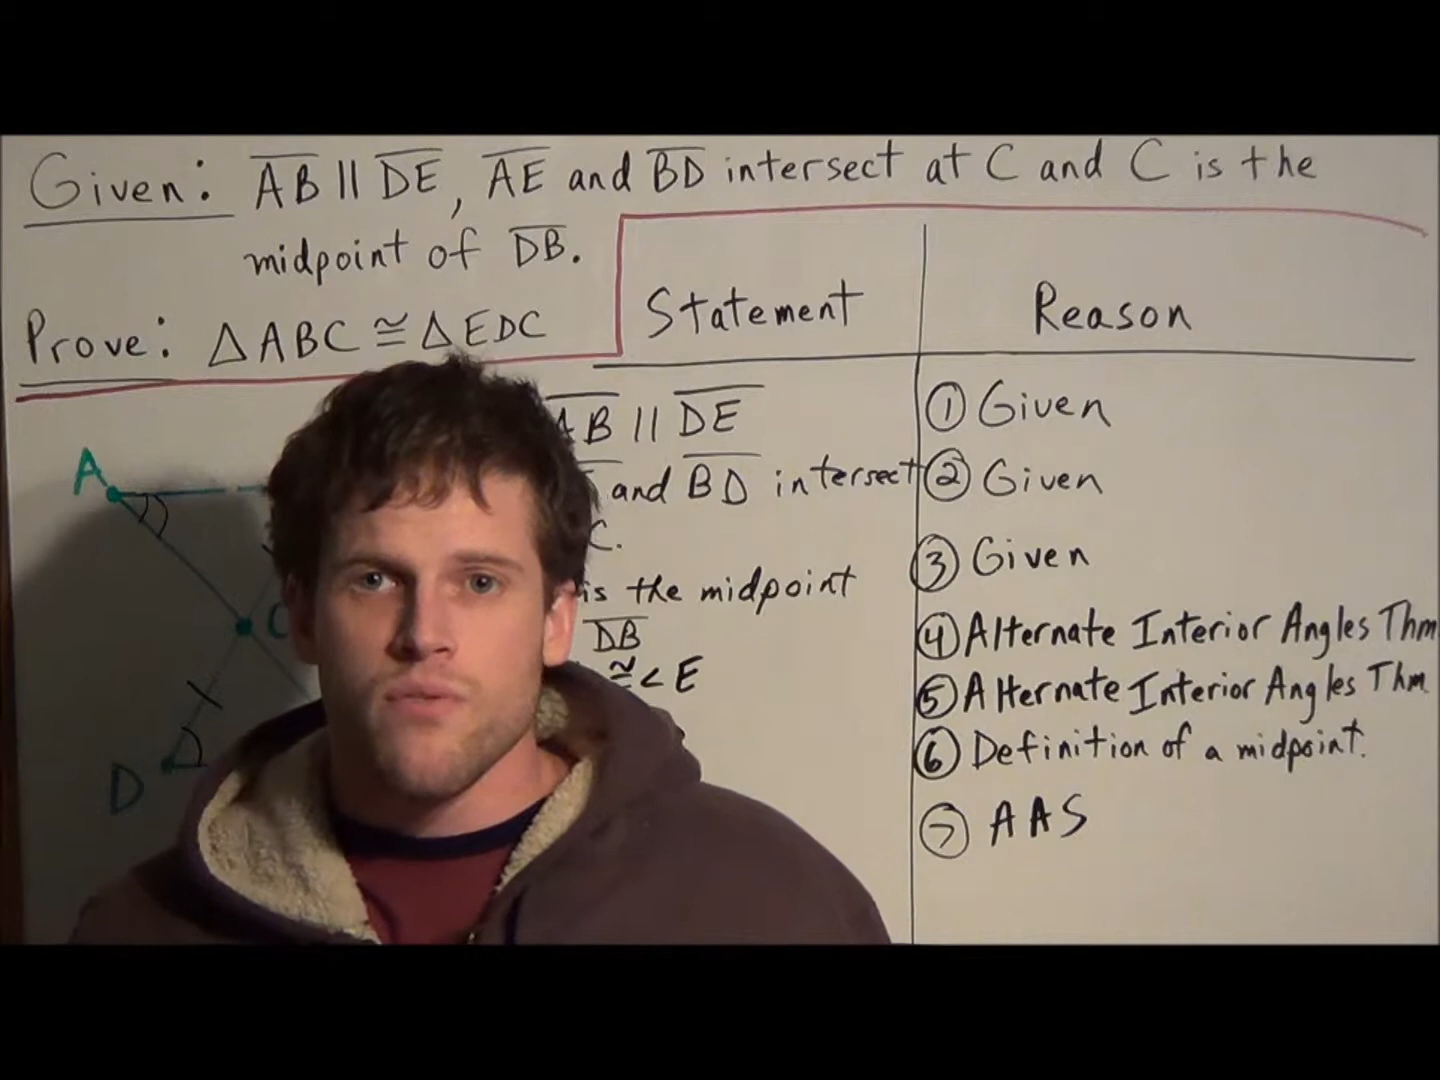 Given: AB || DE, AE and BD intersect at C and C is the
midpoint of DB.
Prove: △ABC ≅ △EDC
Statement Reason
AB || DE ① Given
and BD intersect ② Given
C.
③ Given
is the midpoint
DB
④ Alternate Interior Angles Thm
≅ <E
⑤ Alternate Interior Angles Thm
⑥ Definition of a midpoint.
⑦ AAS
A
C
D